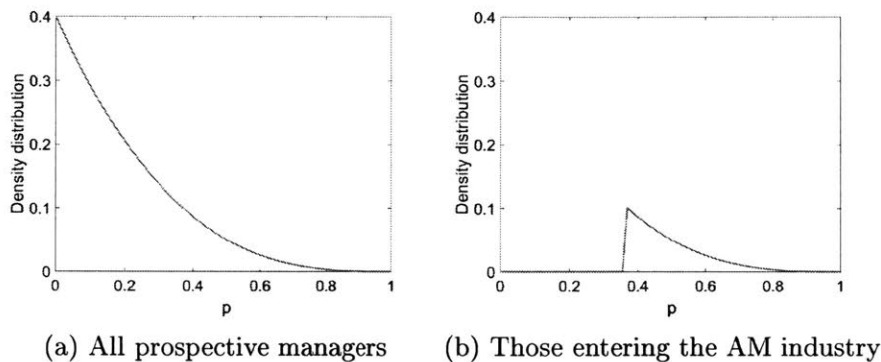 0.4
0.3
0.2
0.1
0
Density distribution
0 0.2 0.4 0.6 0.8 1
p
(a) All prospective managers
0.4
0.3
0.2
0.1
0
Density distribution
0 0.2 0.4 0.6 0.8 1
p
(b) Those entering the AM industry